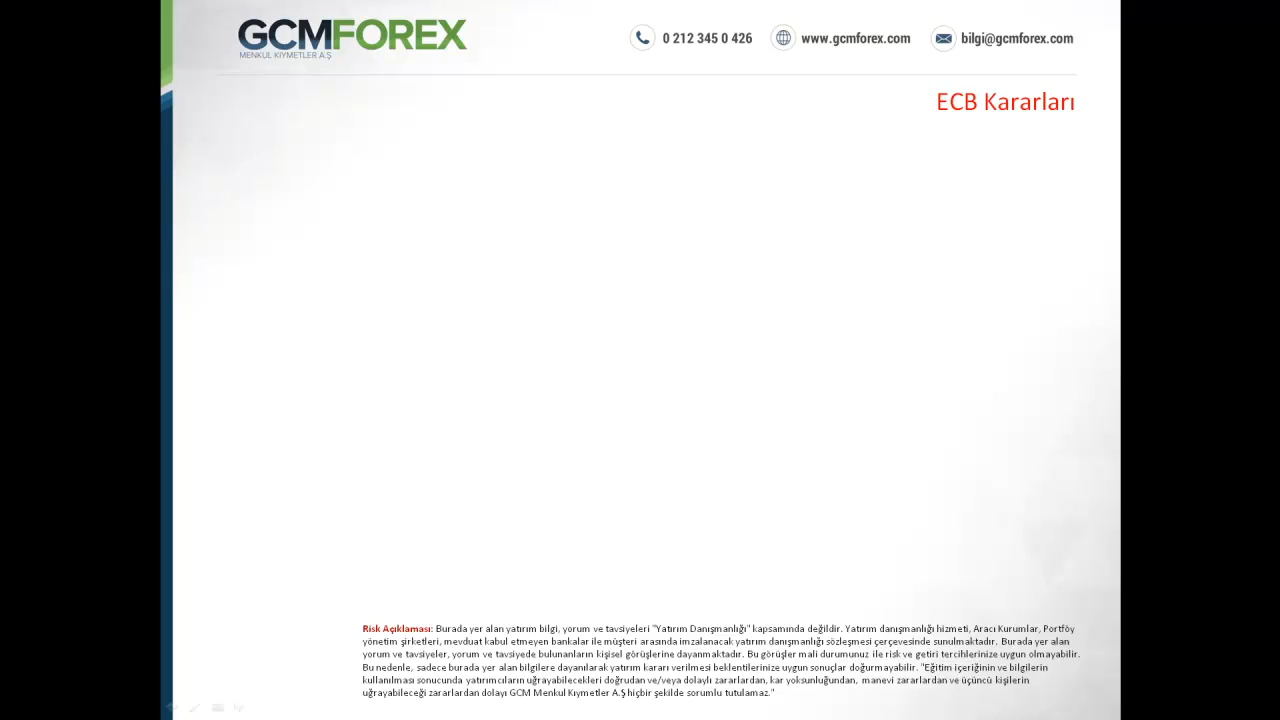 GCMFOREX
MENKUL KIYMETLER A.Ş
0 212 345 0 426
www.gcmforex.com
bilgi@gcmforex.com
ECB Kararları
Risk Açıklaması: Burada yer alan yatırım bilgi, yorum ve tavsiyeleri "Yatırım Danışmanlığı" kapsamında değildir. Yatırım danışmanlığı hizmeti, Aracı Kurumlar, Portföy
yönetim şirketleri, mevduat kabul etmeyen bankalar ile müşteri arasında imzalanacak yatırım danışmanlığı sözleşmesi çerçevesinde sunulmaktadır. Burada yer alan
yorum ve tavsiyeler, yorum ve tavsiyede bulunanların kişisel görüşlerine dayanmaktadır. Bu görüşler mali durumunuz ile risk ve getiri tercihlerinize uygun olmayabilir.
Bu nedenle, sadece burada yer alan bilgilere dayanılarak yatırım kararı verilmesi beklentilerinize uygun sonuçlar doğurmayabilir. "Eğitim içeriğinin ve bilgilerin
kullanılması sonucunda yatırımcıların uğrayabilecekleri doğrudan ve/veya dolaylı zararlardan, kar yoksunluğundan, manevi zararlardan ve üçüncü kişilerin
uğrayabileceği zararlardan dolayı GCM Menkul Kıymetler A.Ş hiçbir şekilde sorumlu tutulamaz."